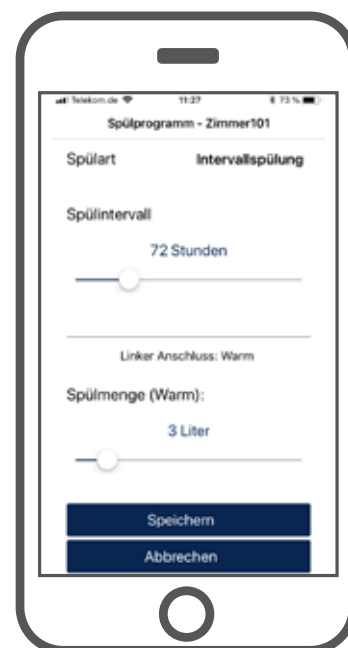 Telekom.de 11:27 73 %
Spülprogramm - Zimmer101
Spülart Intervallspülung
Spülintervall
72 Stunden
Linker Anschluss: Warm
Spülmenge (Warm):
3 Liter
Speichern
Abbrechen